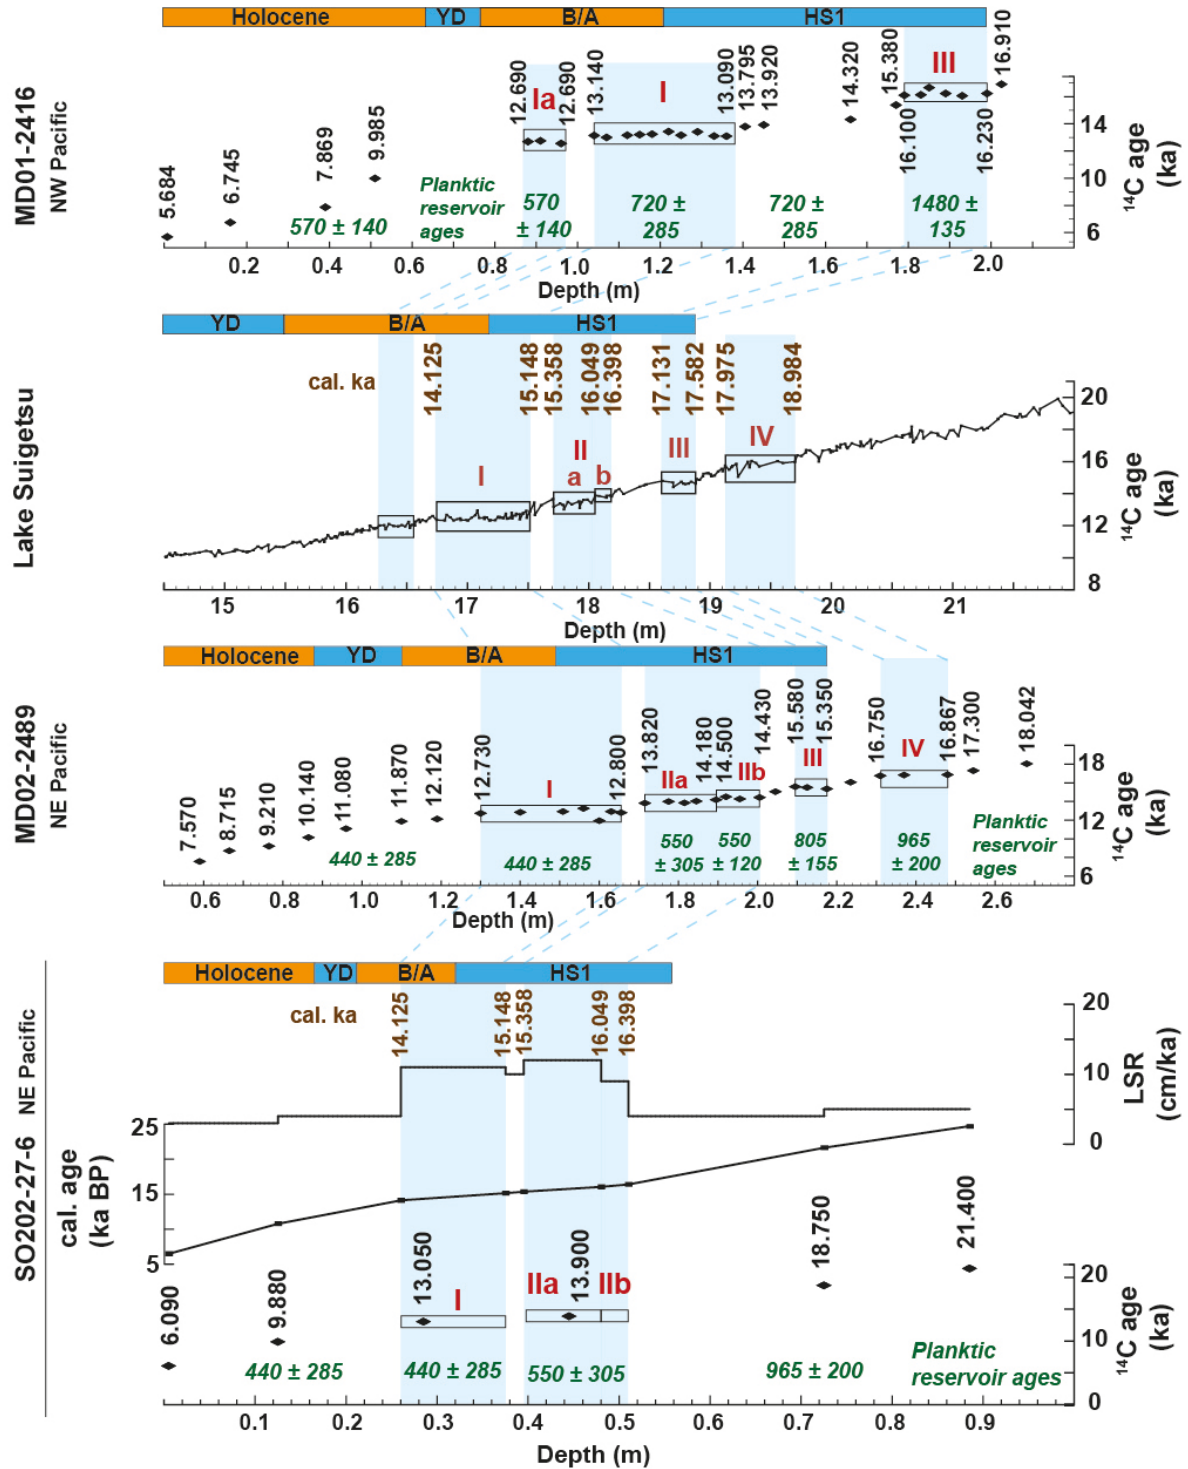 Holocene YD B/A HS1
MD01-2416
NW Pacific
5.684
6.745
7.869
9.985
12.690
12.690
13.140
13.090
13.795
13.920
14.320
15.380
16.100
16.230
16.910
Ia
I
III
Planktic
reservoir
ages
570 ± 140
570
± 140
720 ±
285
720 ±
285
1480 ±
135
14
10
6
14C age
(ka)
0.2 0.4 0.6 0.8 1.0 1.2 1.4 1.6 1.8 2.0
Depth (m)
YD B/A HS1
Lake Suigetsu
cal. ka
14.125
15.148
15.358
16.049
16.398
17.131
17.582
17.975
18.984
I
II
a b
III
IV
20
16
12
8
14C age
(ka)
15 16 17 18 19 20 21
Depth (m)
Holocene YD B/A HS1
MD02-2489
NE Pacific
7.570
8.715
9.210
10.140
11.080
11.870
12.120
12.730
12.800
13.820
14.180
14.500
14.430
15.580
15.350
16.750
16.867
17.300
18.042
I
IIa
IIb
III
IV
440 ± 285
440 ± 285
550
± 305
550
± 120
805
± 155
965
± 200
Planktic
reservoir
ages
18
12
6
14C age
(ka)
0.6 0.8 1.0 1.2 1.4 1.6 1.8 2.0 2.2 2.4 2.6
Depth (m)
Holocene YD B/A HS1
SO202-27-6 NE Pacific
cal. ka
14.125
15.148
15.358
16.049
16.398
20
10
0
LSR
(cm/ka)
25
15
5
cal. age
(ka BP)
6.090
9.880
13.050
13.900
18.750
21.400
I
IIa
IIb
440 ± 285
440 ± 285
550 ± 305
965 ± 200
Planktic
reservoir ages
20
10
0
14C age
(ka)
0.1 0.2 0.3 0.4 0.5 0.6 0.7 0.8 0.9
Depth (m)